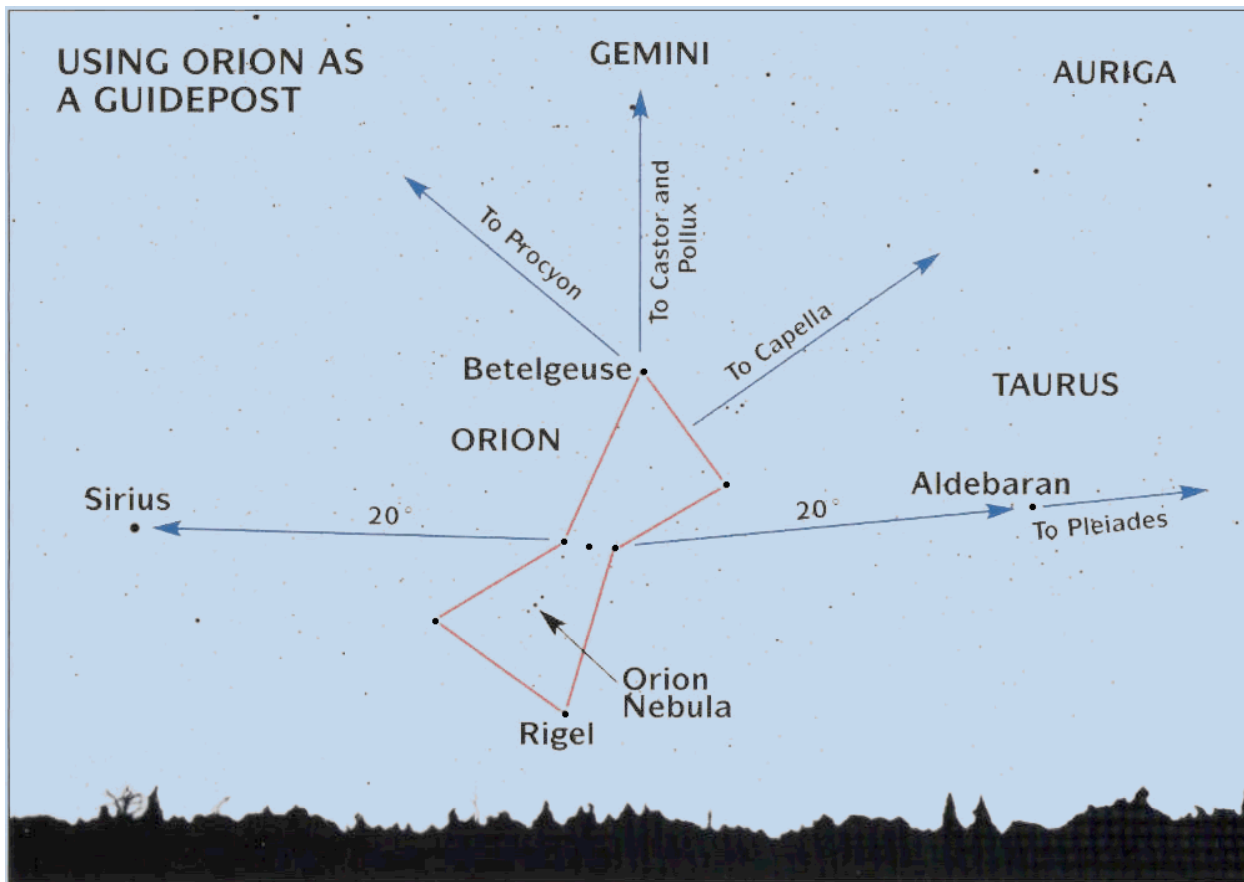 USING ORION AS
A GUIDEPOST
GEMINI
AURIGA
To Procyon
To Castor and
Pollux
To Capella
Betelgeuse
TAURUS
ORION
Sirius
20°
20°
Aldebaran
To Pleiades
Orion
Nebula
Rigel